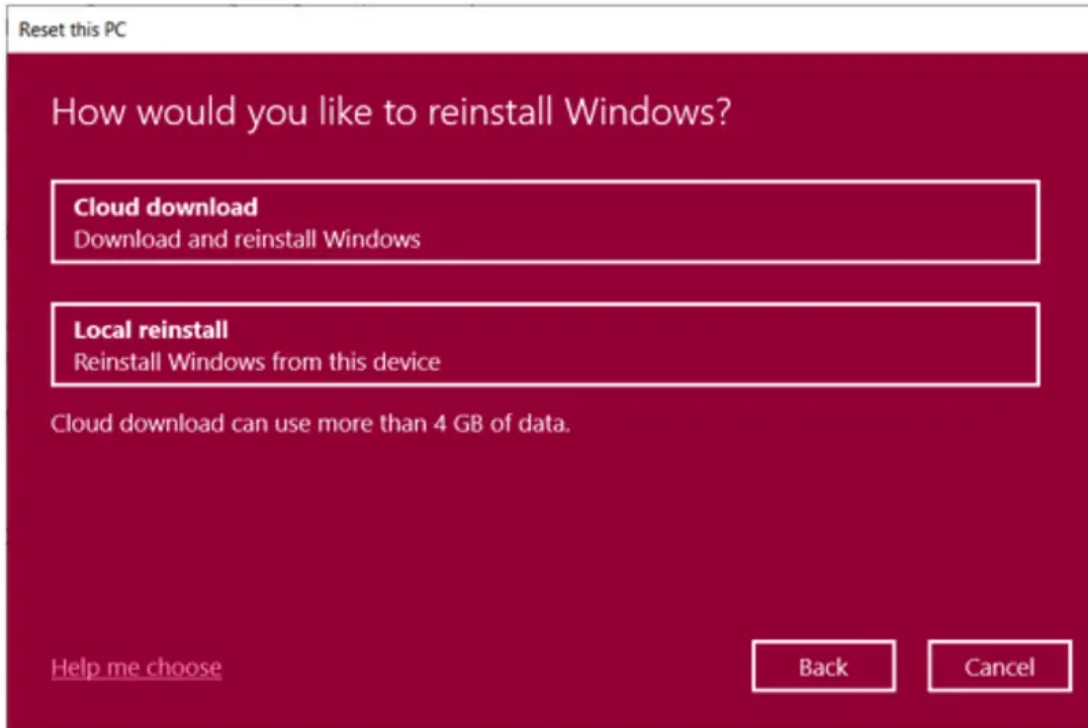 Reset this PC
How would you like to reinstall Windows?
Cloud download
Download and reinstall Windows
Local reinstall
Reinstall Windows from this device
Cloud download can use more than 4 GB of data.
Help me choose
Back
Cancel